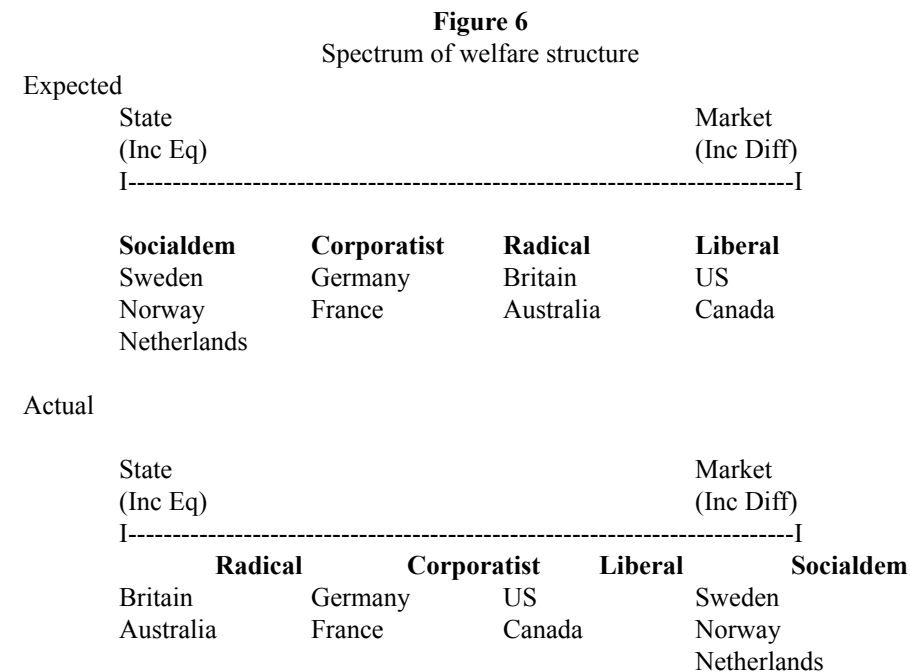 Figure 6
Spectrum of welfare structure
Expected
State Market
(Inc Eq) (Inc Diff)
I---------------------------------------------------------------------------I
Socialdem Corporatist Radical Liberal
Sweden Germany Britain US
Norway France Australia Canada
Netherlands
Actual
State Market
(Inc Eq) (Inc Diff)
I---------------------------------------------------------------------------I
Radical Corporatist Liberal Socialdem
Britain Germany US Sweden
Australia France Canada Norway
Netherlands